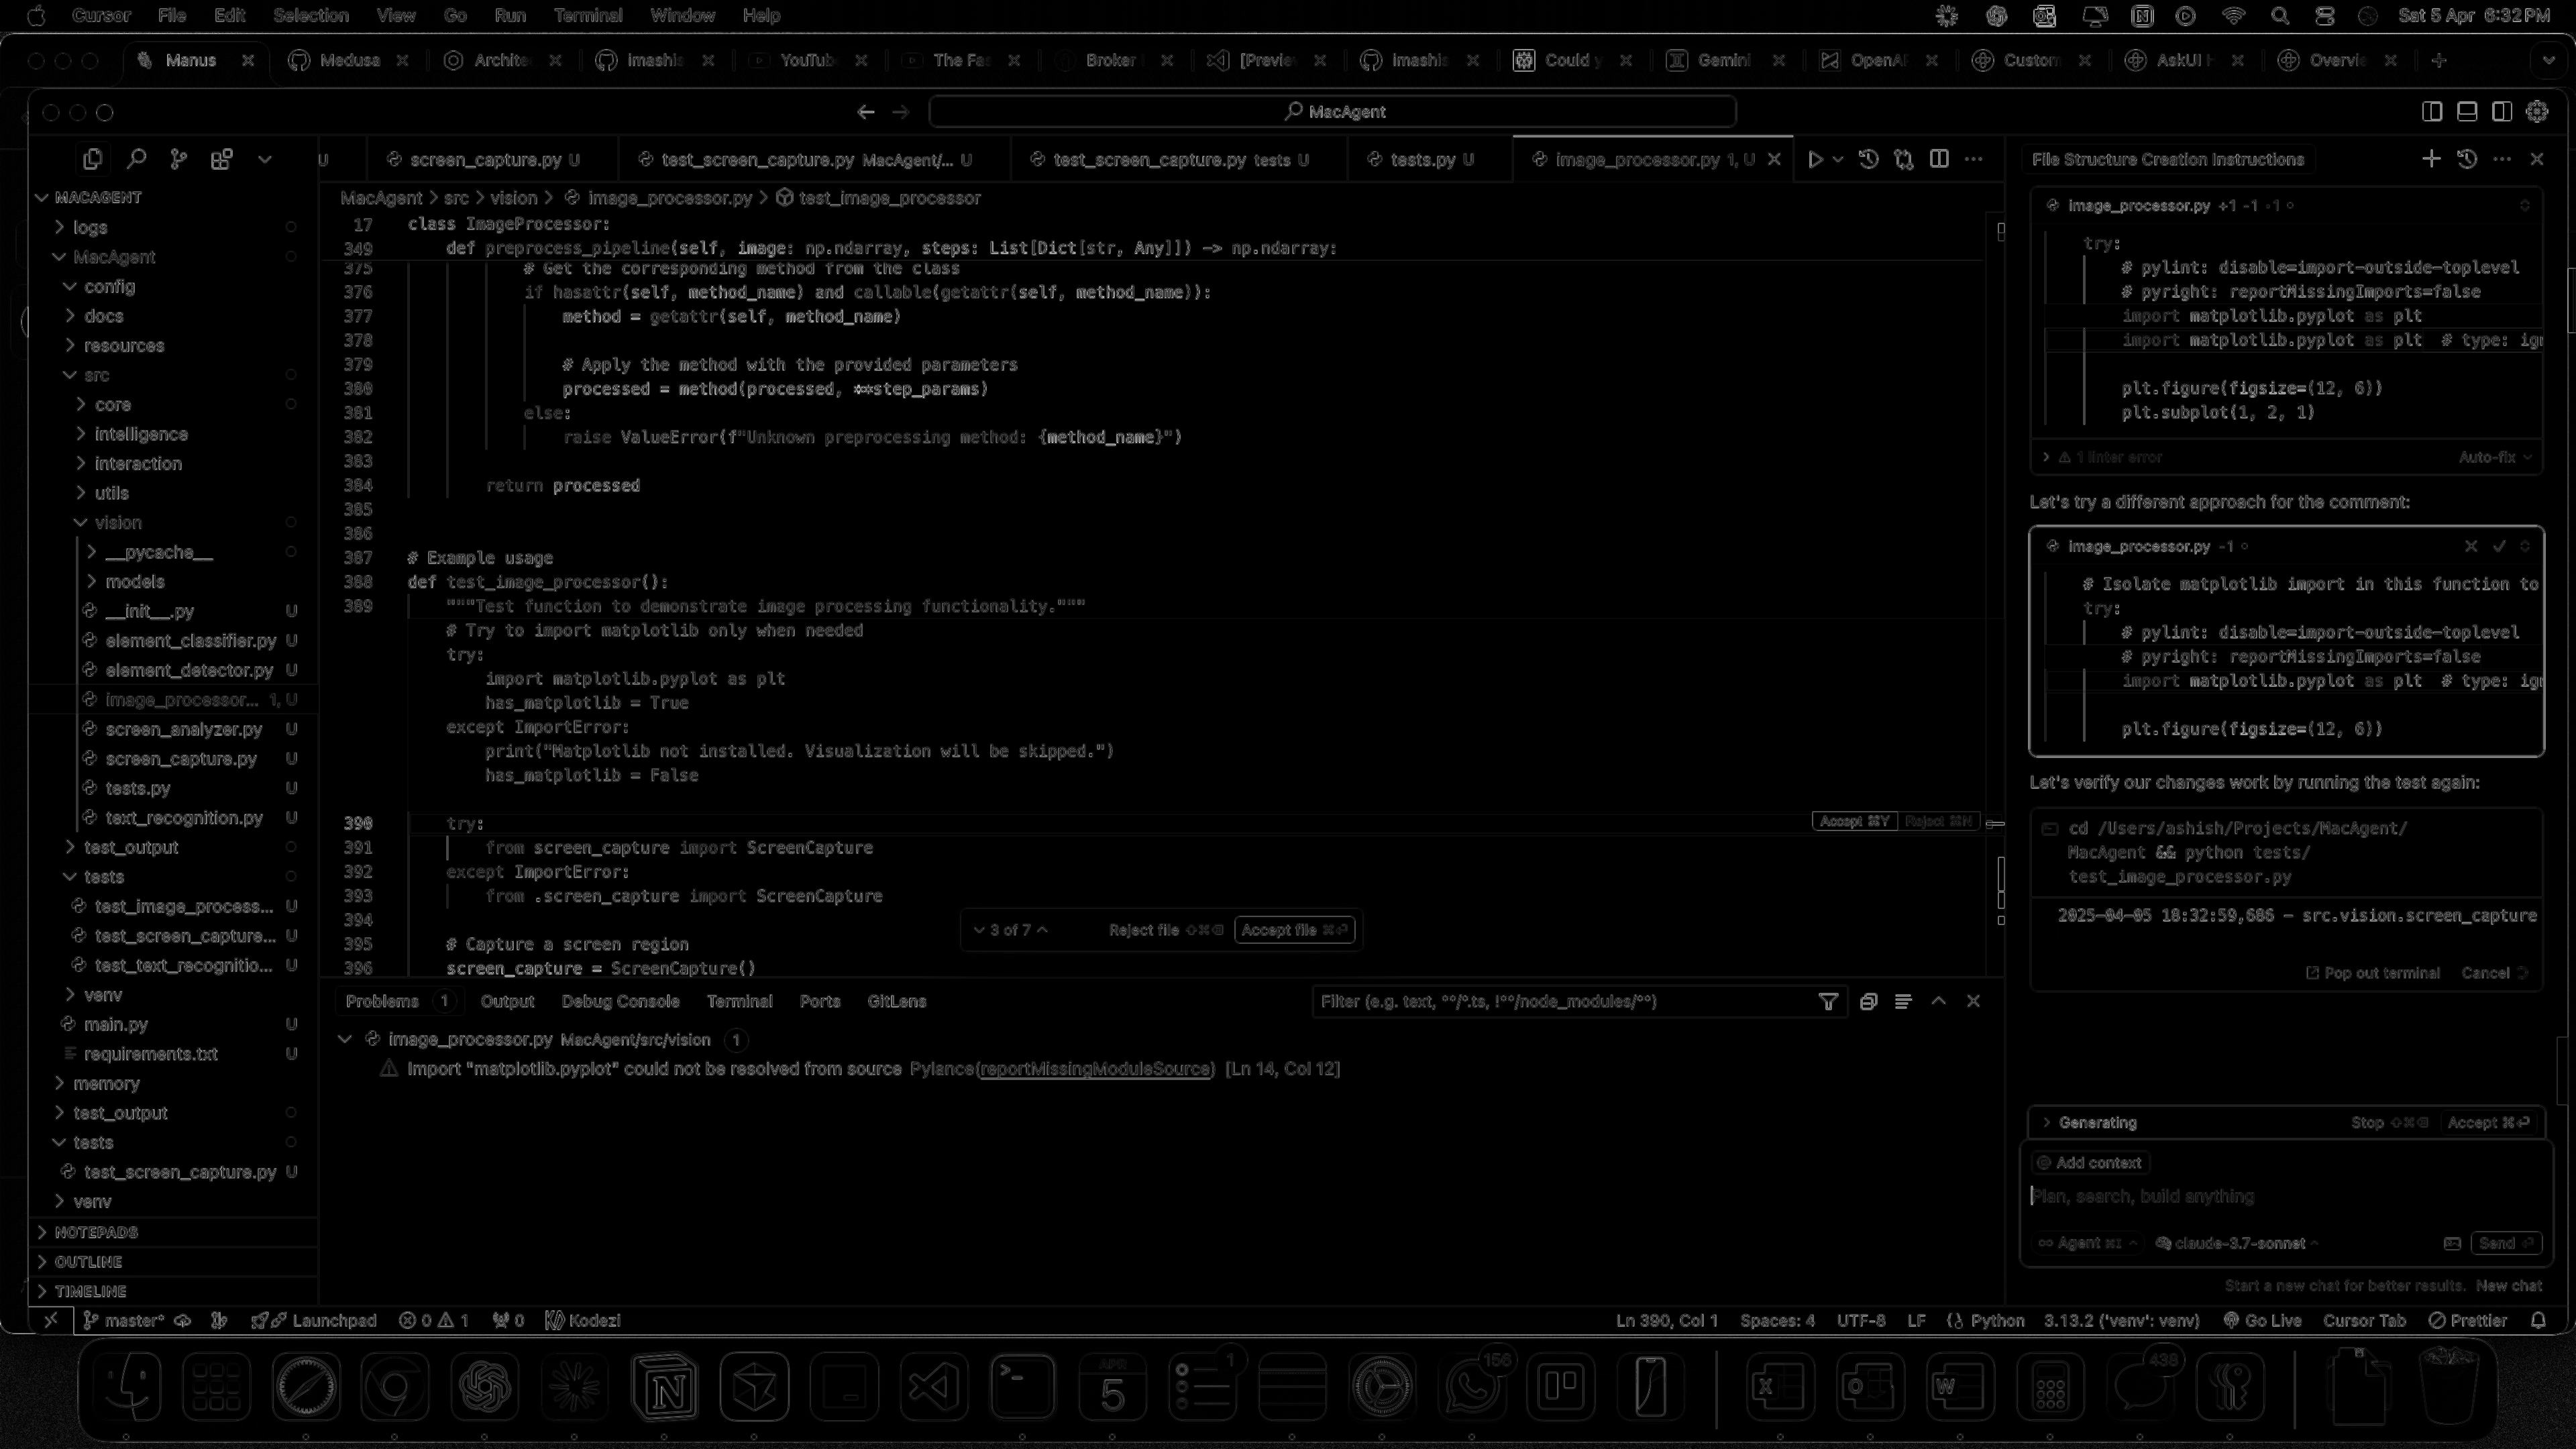 Cursor File Edit Selection View Go Run Terminal Window Help
Sat 5 Apr 6:32 PM
Manus
Medusa
Archite
imashis
YouTub
The Fas
Broker
[Previe
imashis
Could y
Gemini
OpenAI
Custom
AskUI H
Overvie
MacAgent
U
screen_capture.py U
test_screen_capture.py MacAgent/... U
test_screen_capture.py tests U
tests.py U
image_processor.py 1, U
MACAGENT
logs
MacAgent
config
docs
resources
src
core
intelligence
interaction
utils
vision
__pycache__
models
__init__.py U
element_classifier.py U
element_detector.py U
image_processor... 1, U
screen_analyzer.py U
screen_capture.py U
tests.py U
text_recognition.py U
test_output
tests
test_image_process... U
test_screen_capture... U
test_text_recognitio... U
venv
main.py U
requirements.txt U
memory
test_output
tests
test_screen_capture.py U
venv
NOTEPADS
OUTLINE
TIMELINE
MacAgent > src > vision > image_processor.py > test_image_processor
17 class ImageProcessor:
349 def preprocess_pipeline(self, image: np.ndarray, steps: List[Dict[str, Any]]) -> np.ndarray:
375 # Get the corresponding method from the class
376 if hasattr(self, method_name) and callable(getattr(self, method_name)):
377 method = getattr(self, method_name)
378
379 # Apply the method with the provided parameters
380 processed = method(processed, **step_params)
381 else:
382 raise ValueError(f"Unknown preprocessing method: {method_name}")
383
384 return processed
385
386
387 # Example usage
388 def test_image_processor():
389 """Test function to demonstrate image processing functionality."""
# Try to import matplotlib only when needed
try:
import matplotlib.pyplot as plt
has_matplotlib = True
except ImportError:
print("Matplotlib not installed. Visualization will be skipped.")
has_matplotlib = False
390 try:
Accept ⌘Y Reject ⌘N
391 from screen_capture import ScreenCapture
392 except ImportError:
393 from .screen_capture import ScreenCapture
394
395 # Capture a screen region
396 screen_capture = ScreenCapture()
3 of 7 Reject file ⇧⌘⌫ Accept file ⌘⏎
Problems 1 Output Debug Console Terminal Ports GitLens
Filter (e.g. text, **/*.ts, !**/node_modules/**)
image_processor.py MacAgent/src/vision 1
Import "matplotlib.pyplot" could not be resolved from source Pylance(reportMissingModuleSource) [Ln 14, Col 12]
File Structure Creation Instructions
image_processor.py +1 -1
try:
# pylint: disable=import-outside-toplevel
# pyright: reportMissingImports=false
import matplotlib.pyplot as plt
import matplotlib.pyplot as plt # type: ign
plt.figure(figsize=(12, 6))
plt.subplot(1, 2, 1)
1 linter error Auto-fix
Let's try a different approach for the comment:
image_processor.py -1
# Isolate matplotlib import in this function to
try:
# pylint: disable=import-outside-toplevel
# pyright: reportMissingImports=false
import matplotlib.pyplot as plt # type: ign
plt.figure(figsize=(12, 6))
Let's verify our changes work by running the test again:
cd /Users/ashish/Projects/MacAgent/
MacAgent && python tests/
test_image_processor.py
2025-04-05 18:32:59,686 - src.vision.screen_capture
Pop out terminal Cancel
Generating Stop ⇧⌘⌫ Accept ⌘⏎
Add context
Plan, search, build anything
Agent ⌘I claude-3.7-sonnet Send ⏎
Start a new chat for better results. New chat
master* Launchpad 0 1 0 Kodezi
Ln 390, Col 1 Spaces: 4 UTF-8 LF Python 3.13.2 ('venv': venv) Go Live Cursor Tab Prettier
APR
5
1
156
438